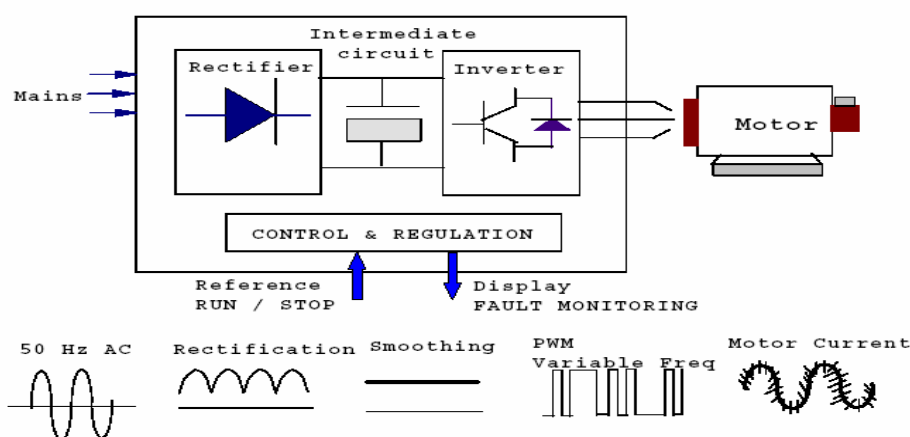 Intermediate
circuit
Rectifier
Inverter
Mains
Motor
CONTROL & REGULATION
Reference
RUN / STOP
Display
FAULT MONITORING
50 Hz AC
Rectification
Smoothing
PWM
Variable Freq
Motor Current